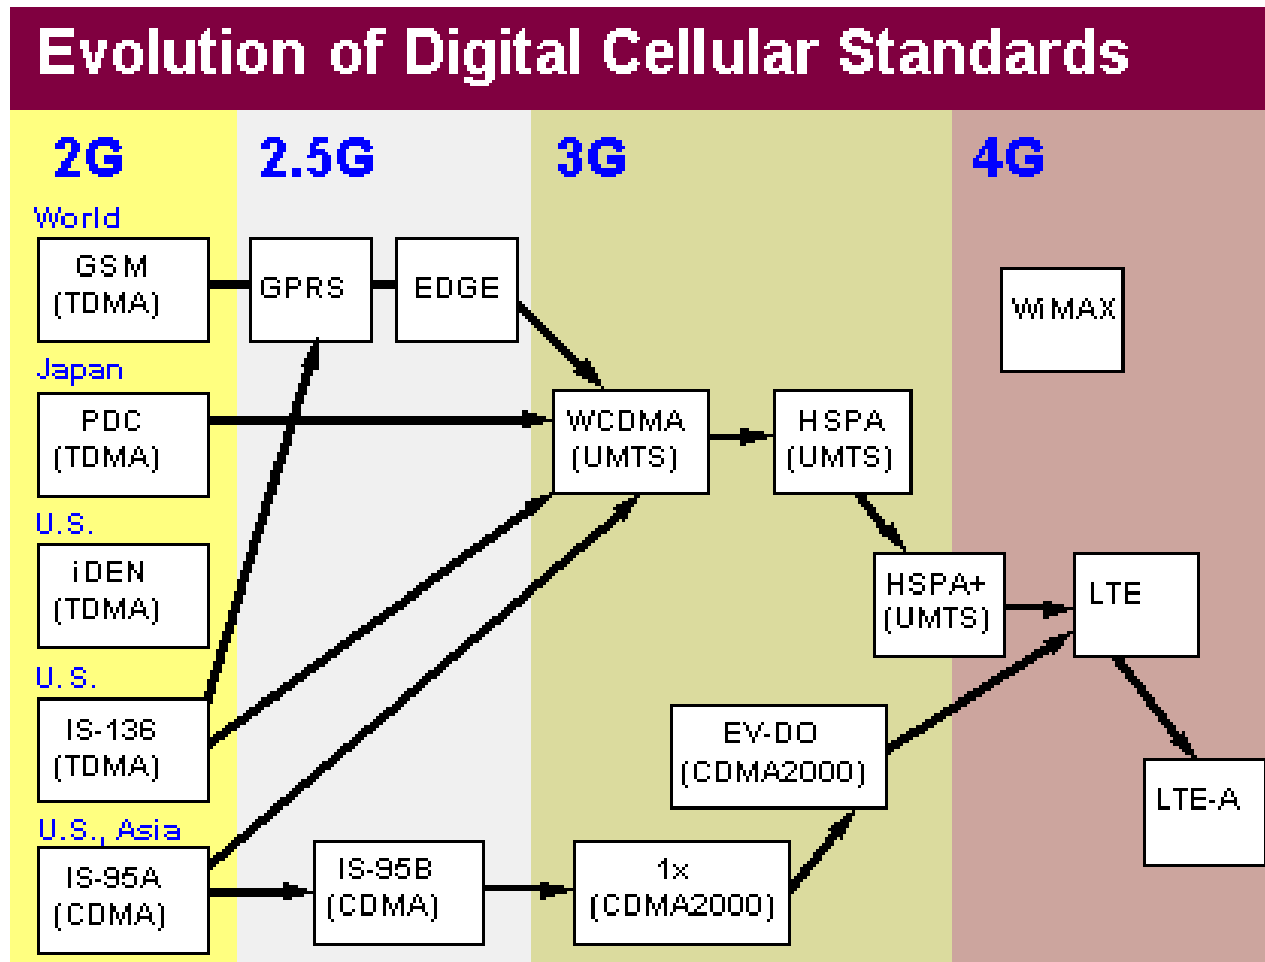 Evolution of Digital Cellular Standards
2G
2.5G
3G
4G
World
GSM
(TDMA)
GPRS
EDGE
WiMAX
Japan
PDC
(TDMA)
WCDMA
(UMTS)
HSPA
(UMTS)
U.S.
iDEN
(TDMA)
HSPA+
(UMTS)
LTE
U.S.
IS-136
(TDMA)
EV-DO
(CDMA2000)
LTE-A
U.S., Asia
IS-95A
(CDMA)
IS-95B
(CDMA)
1x
(CDMA2000)